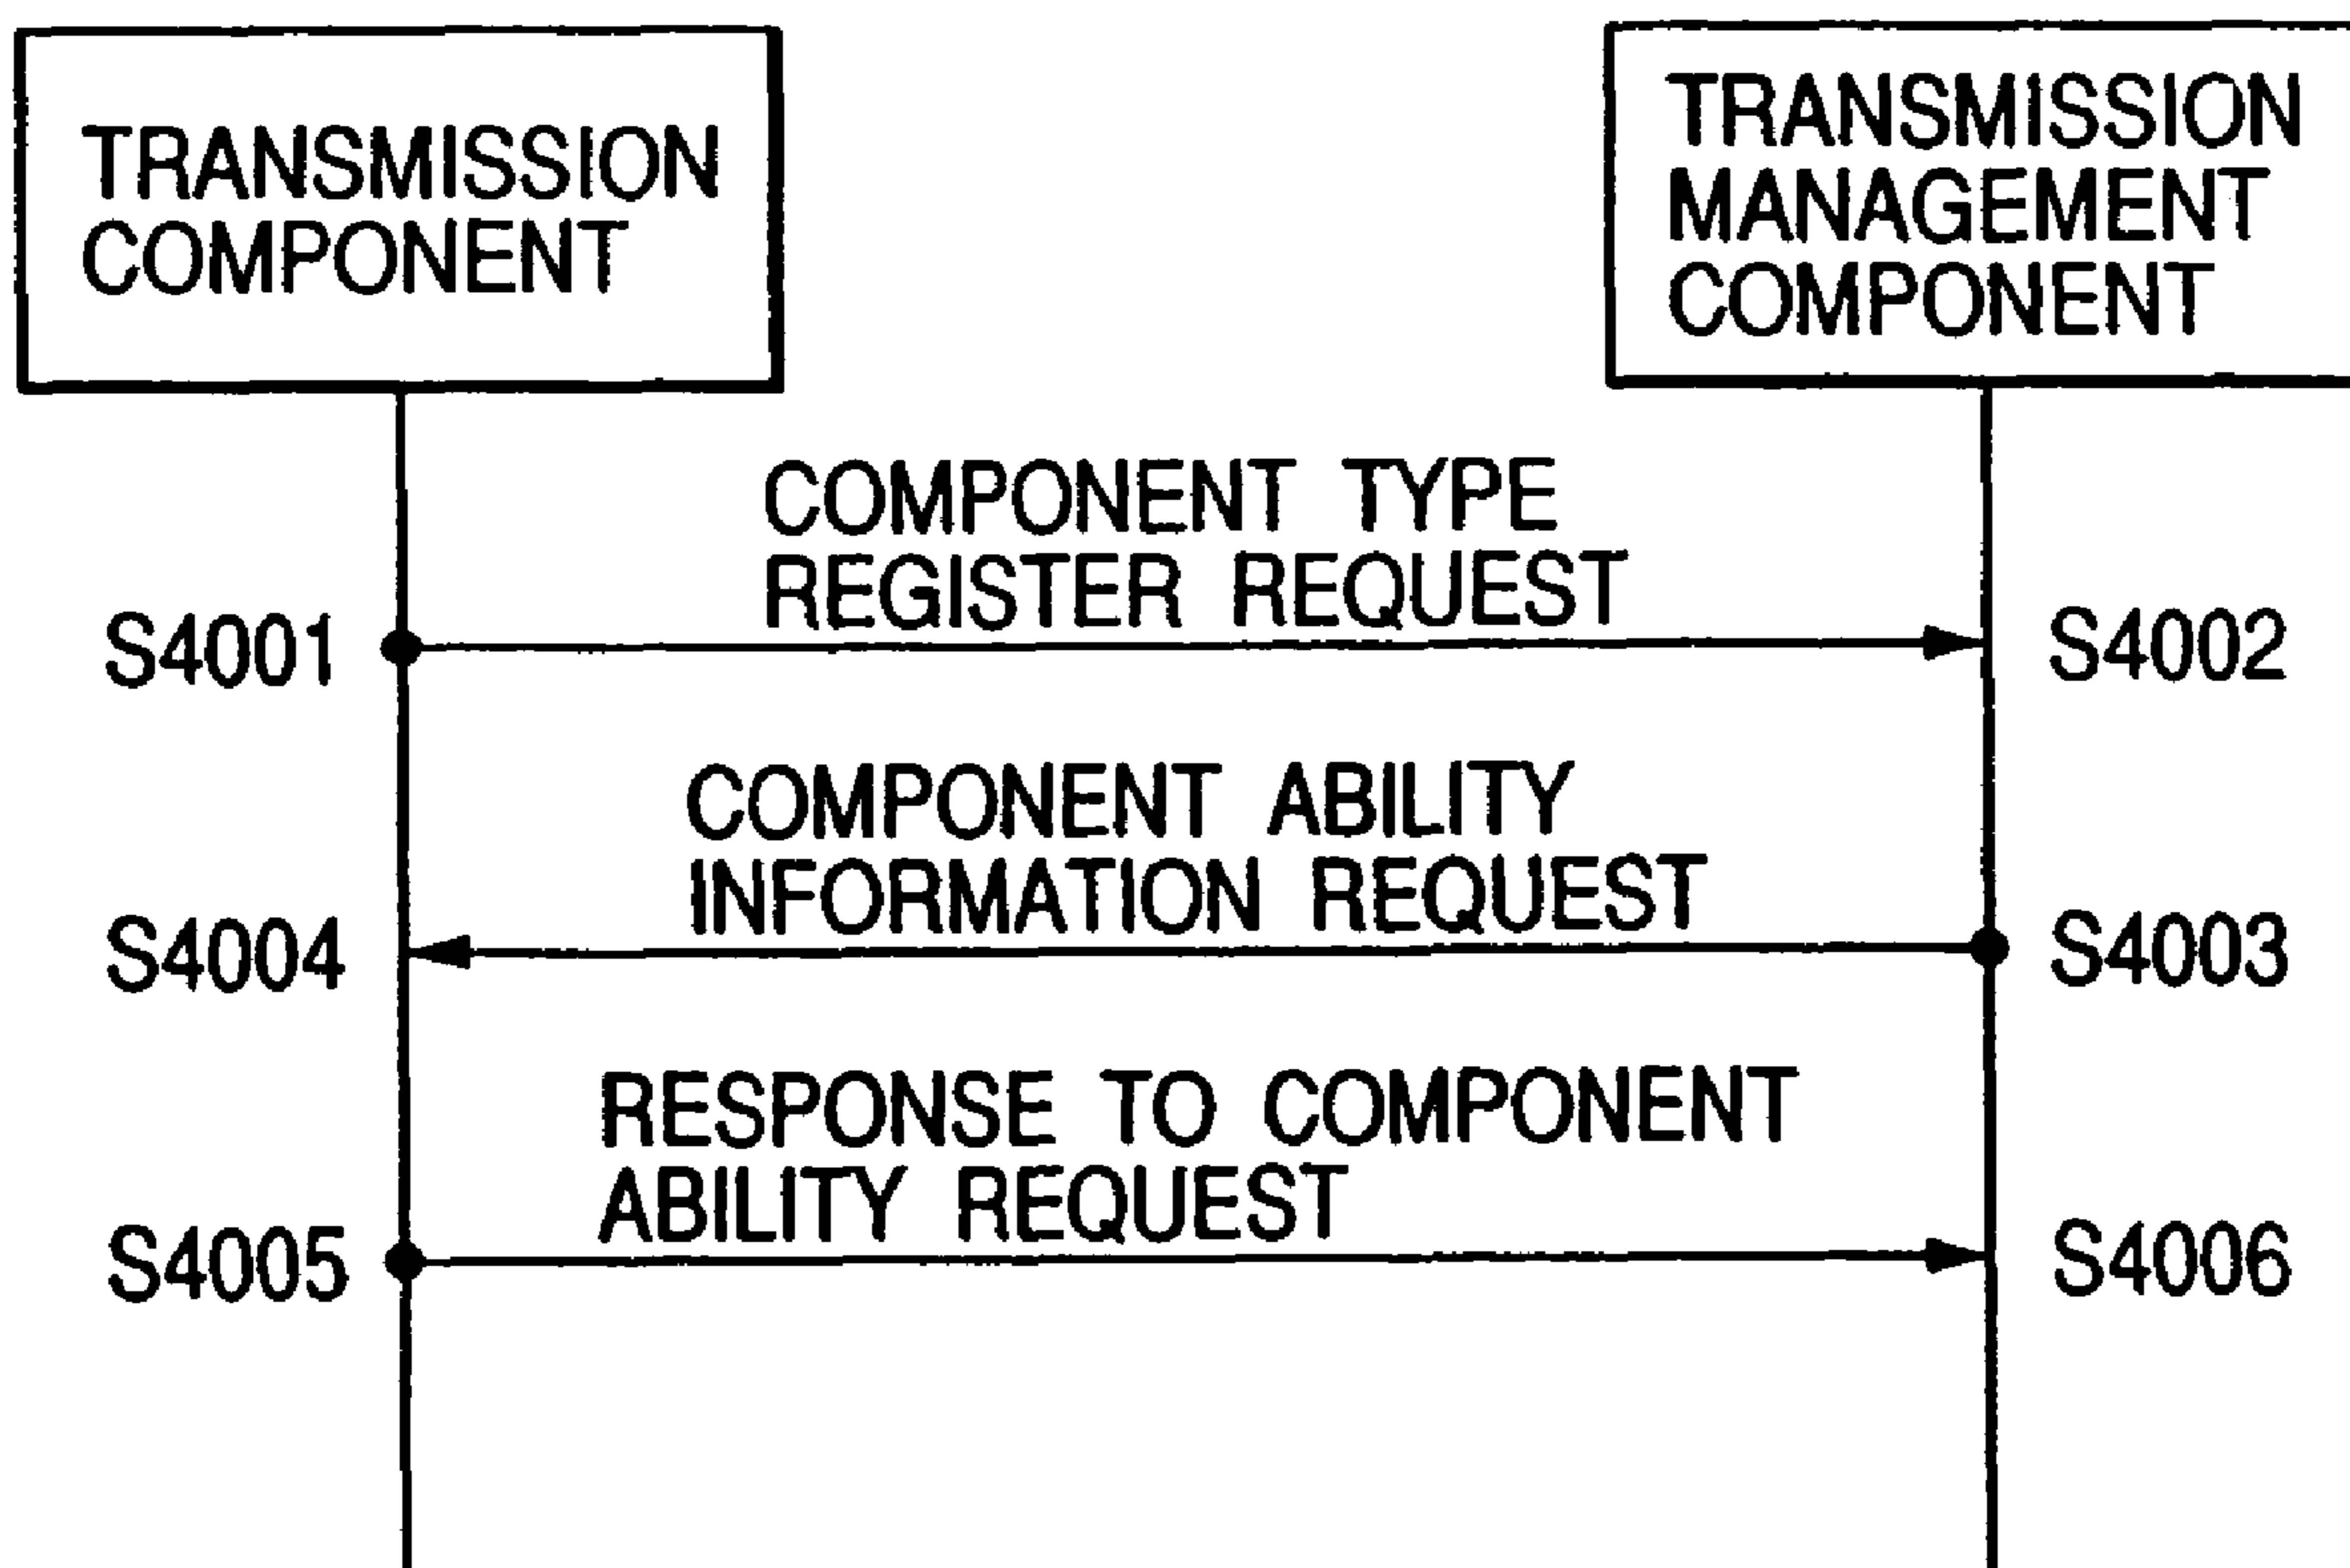 TRANSMISSION
COMPONENT
TRANSMISSION
MANAGEMENT
COMPONENT
COMPONENT TYPE
REGISTER REQUEST
S4001
S4002
COMPONENT ABILITY
INFORMATION REQUEST
S4004
S4003
RESPONSE TO COMPONENT
ABILITY REQUEST
S4005
S4006